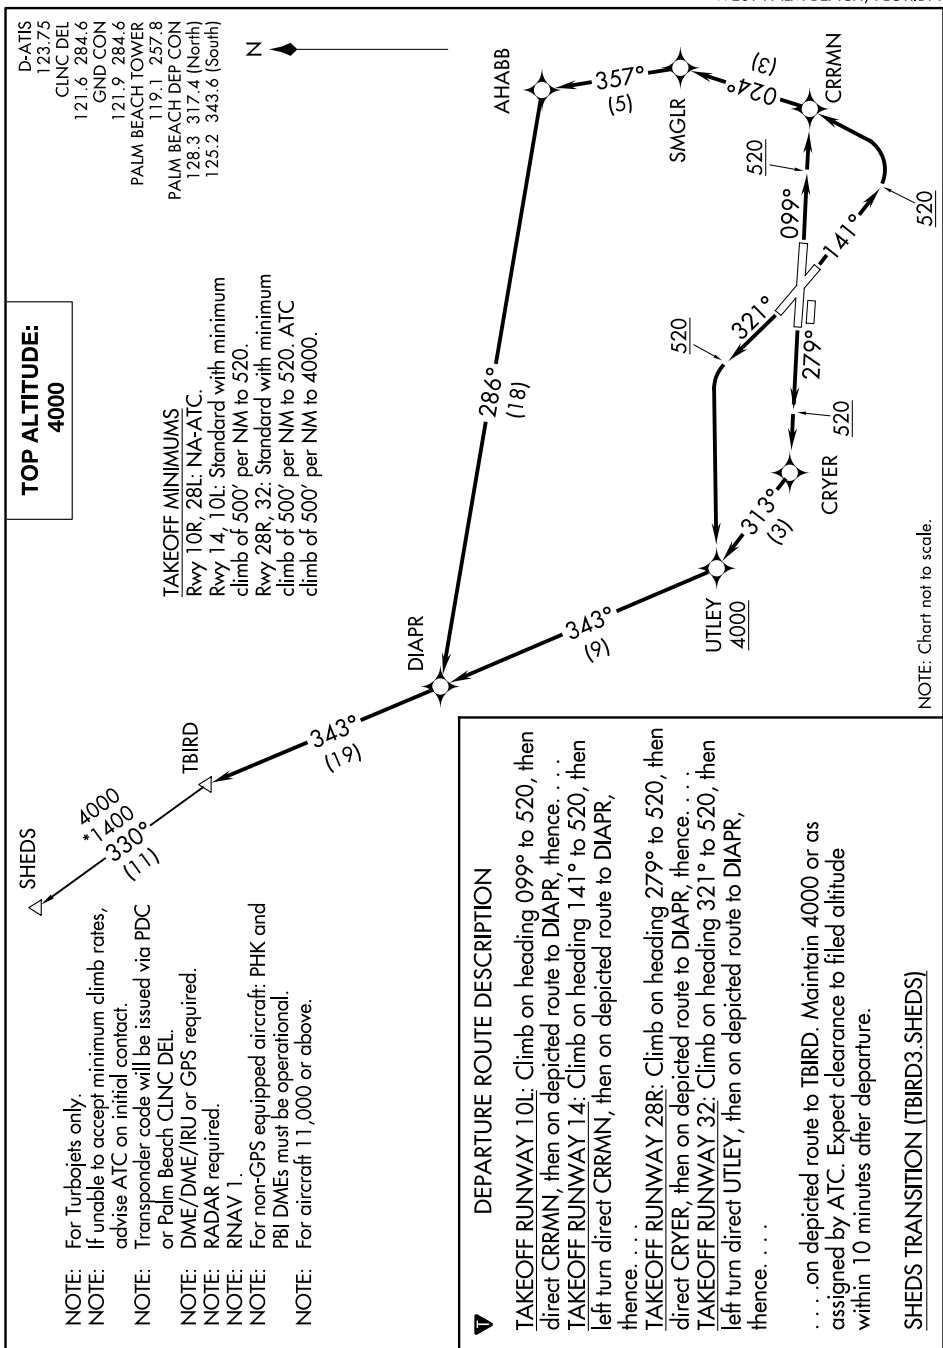 D-ATIS
123.75
CLNC DEL
121.6 284.6
GND CON
121.9 284.6
PALM BEACH TOWER
119.1 257.8
PALM BEACH DEP CON
128.3 317.4 (North)
125.2 343.6 (South)
TOP ALTITUDE:
4000
N
TAKEOFF MINIMUMS
Rwy 10R, 28L: NA-ATC.
Rwy 14, 10L: Standard with minimum
climb of 500' per NM to 520.
Rwy 28R, 32: Standard with minimum
climb of 500' per NM to 520. ATC
climb of 500' per NM to 4000.
SHEDS
4000
*1400
330°
(11)
TBIRD
343°
(19)
DIAPR
286°
(18)
AHABB
357°
(5)
SMGLR
024°
(3)
CRRMN
343°
(9)
UTLEY
4000
313°
(3)
CRYER
520
279°
520
321°
099°
520
141°
520
NOTE: For Turbojets only.
NOTE: If unable to accept minimum climb rates,
advise ATC on initial contact.
NOTE: Transponder code will be issued via PDC
or Palm Beach CLNC DEL.
NOTE: DME/DME/IRU or GPS required.
NOTE: RADAR required.
NOTE: RNAV 1.
NOTE: For non-GPS equipped aircraft: PHK and
PBI DMEs must be operational.
NOTE: For aircraft 11,000 or above.
NOTE: Chart not to scale.
T
DEPARTURE ROUTE DESCRIPTION
TAKEOFF RUNWAY 10L: Climb on heading 099° to 520, then
direct CRRMN, then on depicted route to DIAPR, thence. . . .
TAKEOFF RUNWAY 14: Climb on heading 141° to 520, then
left turn direct CRRMN, then on depicted route to DIAPR,
thence. . . .
TAKEOFF RUNWAY 28R: Climb on heading 279° to 520, then
direct CRYER, then on depicted route to DIAPR, thence. . . .
TAKEOFF RUNWAY 32: Climb on heading 321° to 520, then
left turn direct UTLEY, then on depicted route to DIAPR,
thence. . . .
. . . .on depicted route to TBIRD. Maintain 4000 or as
assigned by ATC. Expect clearance to filed altitude
within 10 minutes after departure.
SHEDS TRANSITION (TBIRD3.SHEDS)